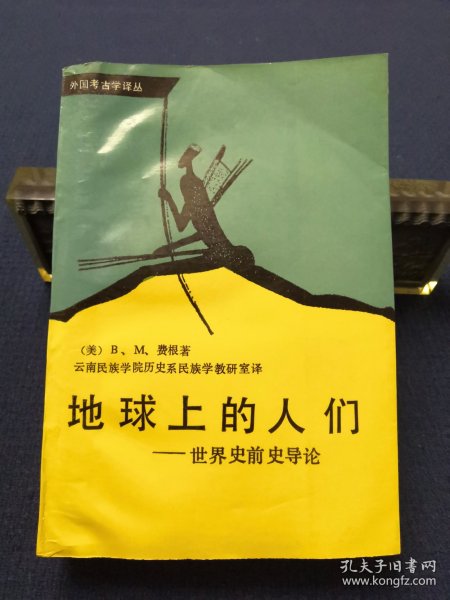 外国考古学译丛
（美）B、M、费根著
云南民族学院历史系民族学教研室译
地球上的人们
——世界史前史导论
孔夫子旧书网
www.kongfz.com